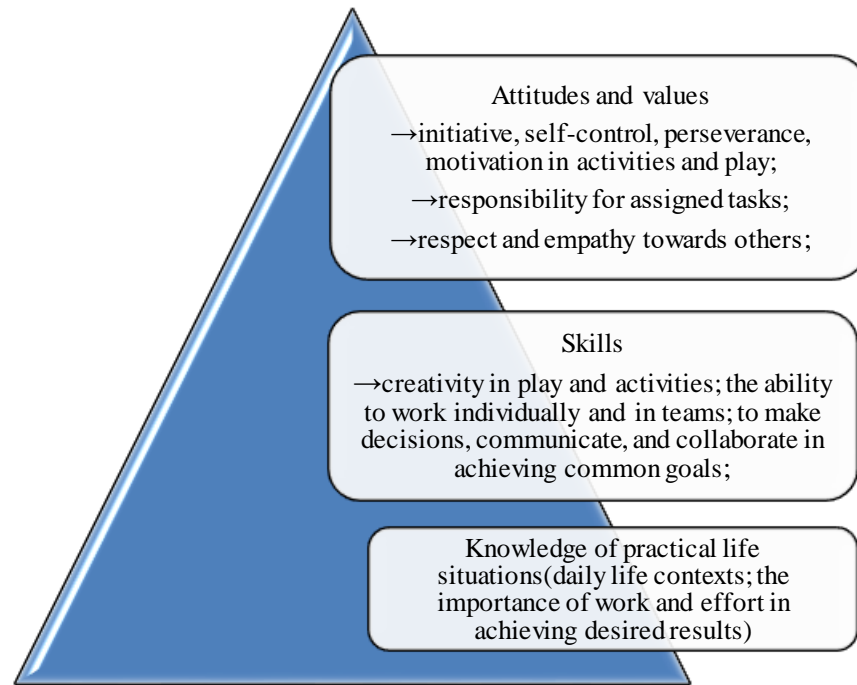 Attitudes and values
→initiative, self-control, perseverance,
motivation in activities and play;
→responsibility for assigned tasks;
→respect and empathy towards others;
Skills
→creativity in play and activities; the ability
to work individually and in teams; to make
decisions, communicate, and collaborate in
achieving common goals;
Knowledge of practical life
situations(daily life contexts; the
importance of work and effort in
achieving desired results)